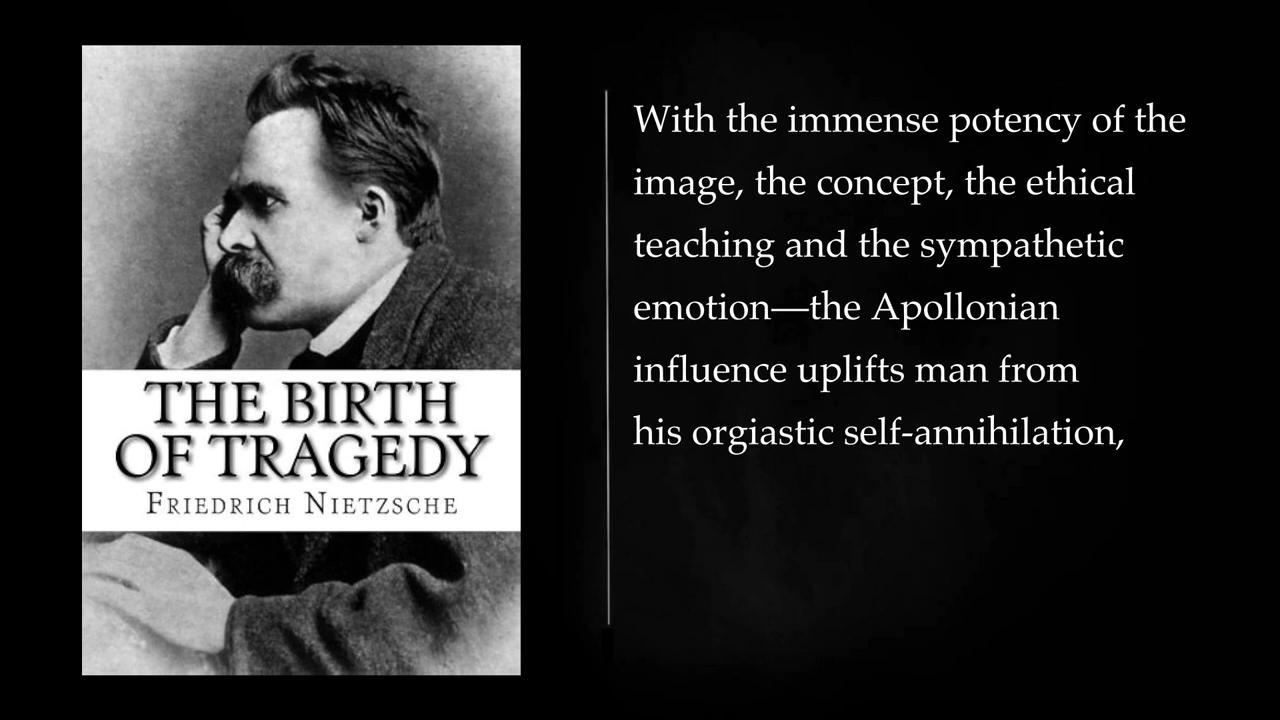 THE BIRTH
OF TRAGEDY
FRIEDRICH NIETZSCHE
With the immense potency of the
image, the concept, the ethical
teaching and the sympathetic
emotion—the Apollonian
influence uplifts man from
his orgiastic self-annihilation,